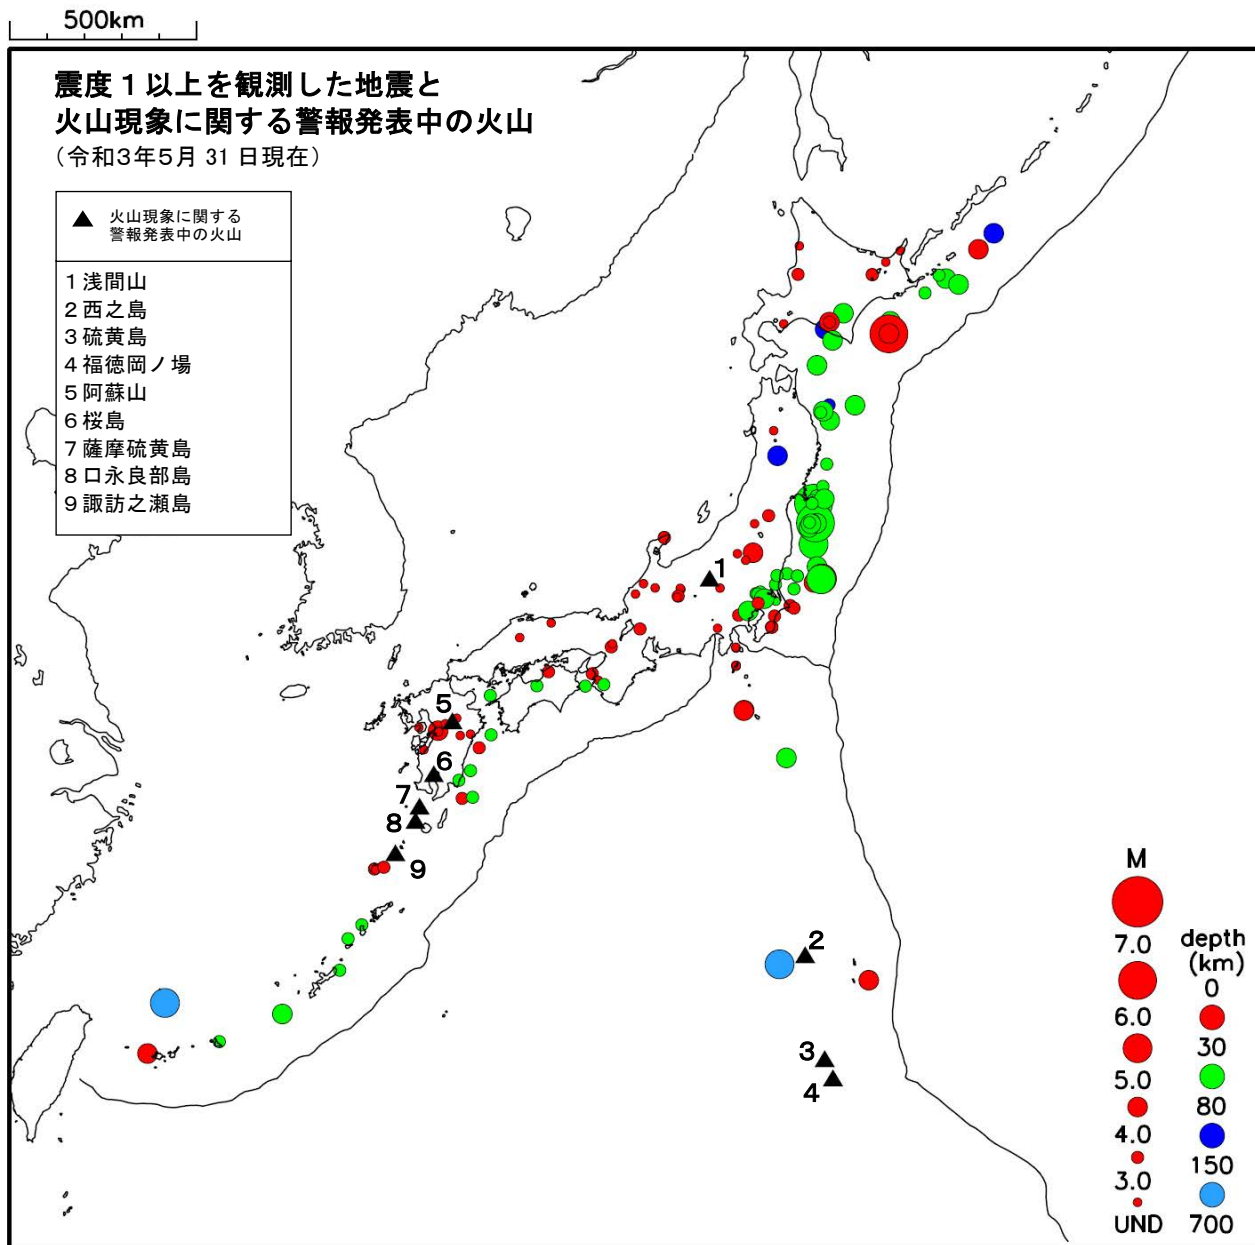 500km
震度１以上を観測した地震と
火山現象に関する警報発表中の火山
（令和3年5月 31 日現在）
▲ 火山現象に関する
警報発表中の火山
1 浅間山
2 西之島
3 硫黄島
4 福徳岡ノ場
5 阿蘇山
6 桜島
7 薩摩硫黄島
8 口永良部島
9 諏訪之瀬島
1
5
6
7
8
9
2
3
4
M
7.0
6.0
5.0
4.0
3.0
UND
depth
(km)
0
30
80
150
700